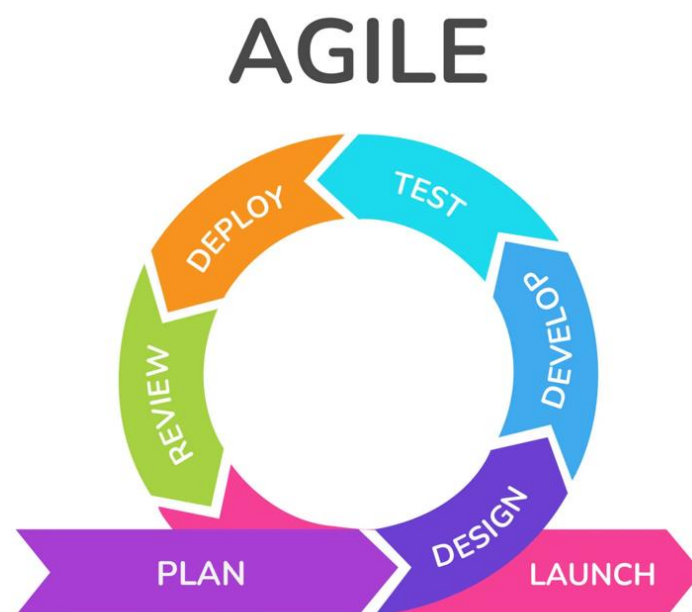 AGILE
TEST
DEPLOY
DEVELOP
REVIEW
DESIGN
PLAN
LAUNCH